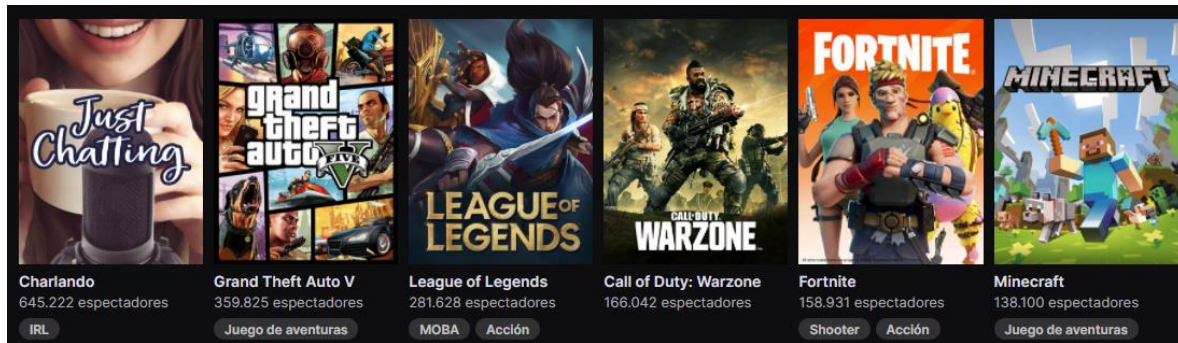 Just
Chatting
Charlando
645.222 espectadores
IRL
grand
theft
auto
FIVE
Grand Theft Auto V
359.825 espectadores
Juego de aventuras
LEAGUE OF
LEGENDS
League of Legends
281.628 espectadores
MOBA Acción
CALL OF DUTY
WARZONE
Call of Duty: Warzone
166.042 espectadores
FORTNITE
Fortnite
158.931 espectadores
Shooter Acción
MINECRAFT
Minecraft
138.100 espectadores
Juego de aventuras